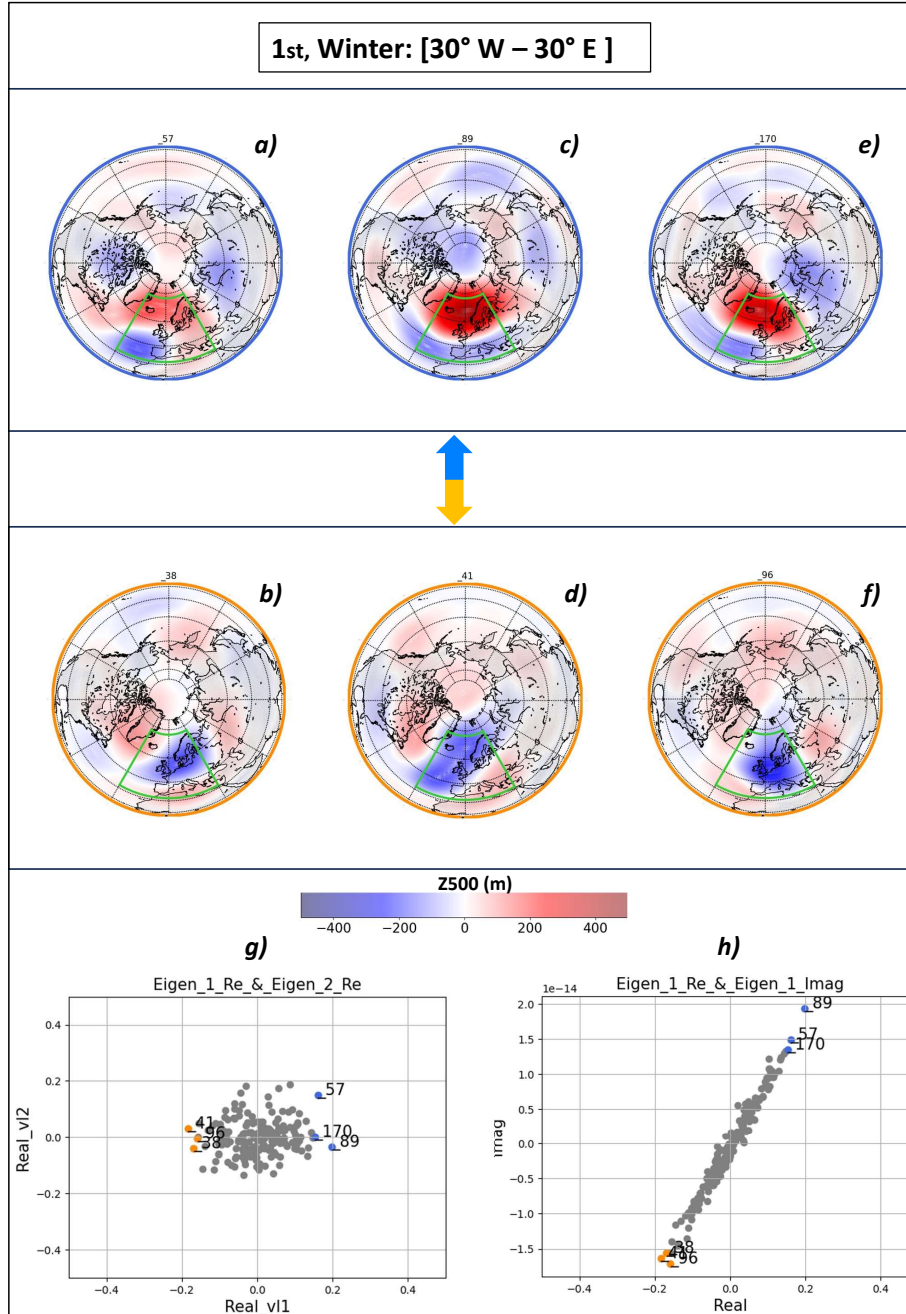 1st, Winter: [30° W – 30° E ]
a)
c)
e)
_57
_89
_170
b)
d)
f)
_38
_41
_96
Z500 (m)
−400 −200 0 200 400
g)
h)
Eigen_1_Re_&_Eigen_2_Re
0.4
0.2
0.0
−0.2
−0.4
Real_vl2
_57
_41
_96
_38
_170
_89
−0.4 −0.2 0.0 0.2 0.4
Real_vl1
Eigen_1_Re_&_Eigen_1_Imag
1e−14
2.0
1.5
1.0
0.5
0.0
−0.5
−1.0
−1.5
Imag
_89
_57
_170
_38
_41
_96
−0.4 −0.2 0.0 0.2 0.4
Real